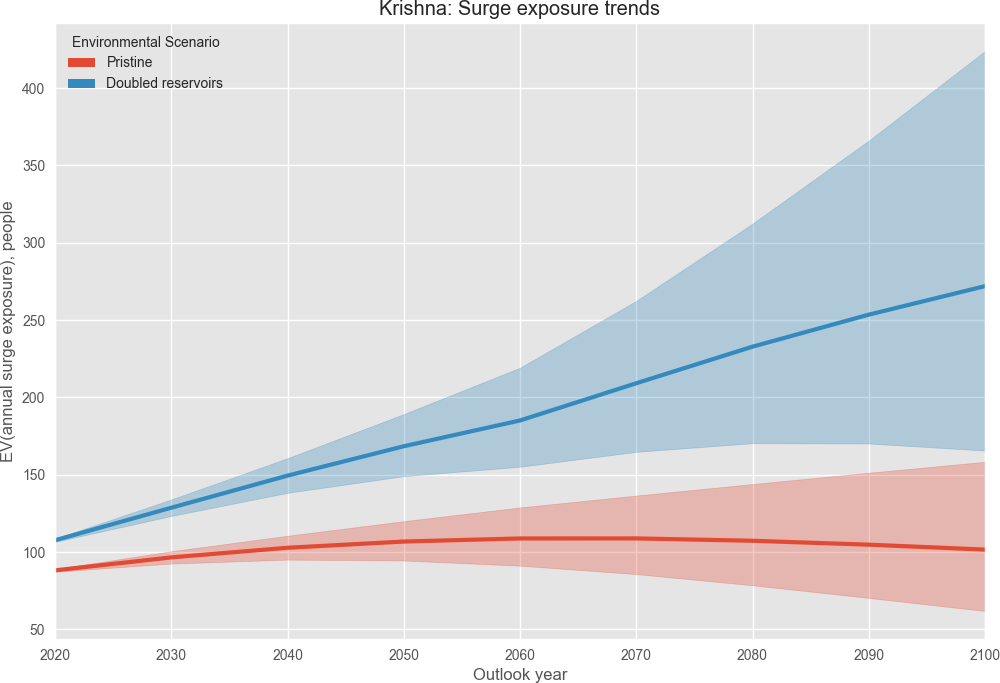 Krishna: Surge exposure trends
Environmental Scenario
Pristine
Doubled reservoirs
EV(annual surge exposure), people
400
350
300
250
200
150
100
50
2020 2030 2040 2050 2060 2070 2080 2090 2100
Outlook year